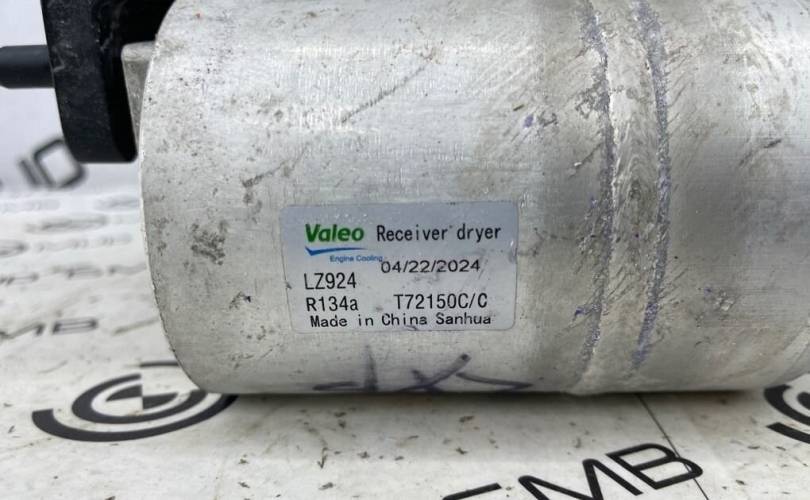 Valeo Receiver dryer
Engine Cooling 04/22/2024
LZ924
R134a T72150C/C
Made in China Sanhua